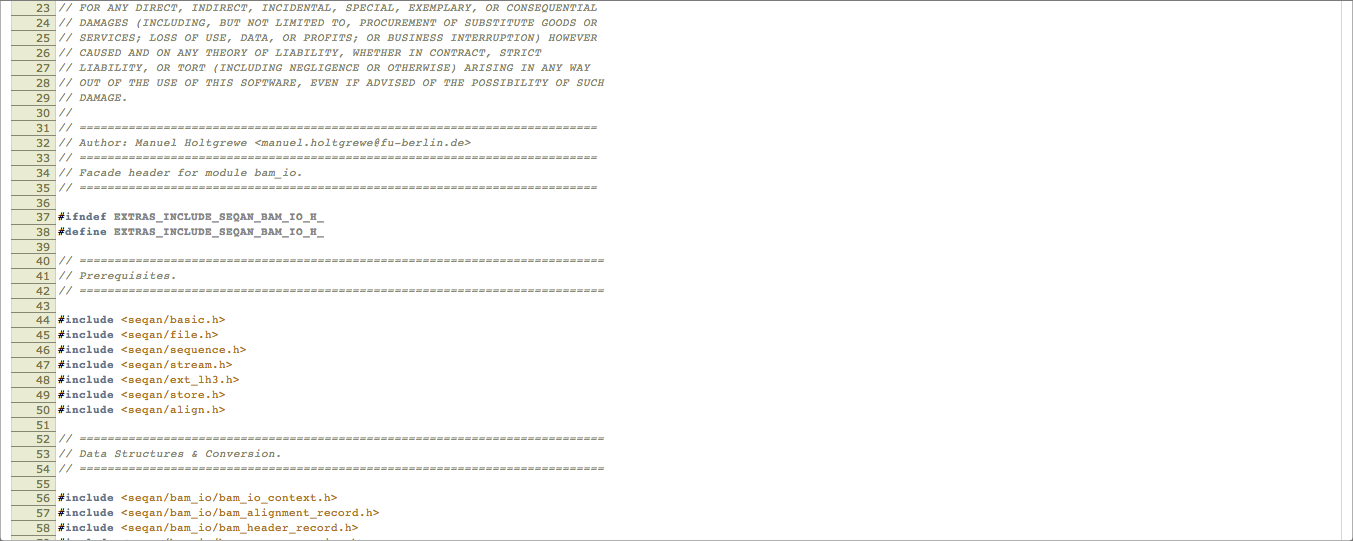 23 // FOR ANY DIRECT, INDIRECT, INCIDENTAL, SPECIAL, EXEMPLARY, OR CONSEQUENTIAL
24 // DAMAGES (INCLUDING, BUT NOT LIMITED TO, PROCUREMENT OF SUBSTITUTE GOODS OR
25 // SERVICES; LOSS OF USE, DATA, OR PROFITS; OR BUSINESS INTERRUPTION) HOWEVER
26 // CAUSED AND ON ANY THEORY OF LIABILITY, WHETHER IN CONTRACT, STRICT
27 // LIABILITY, OR TORT (INCLUDING NEGLIGENCE OR OTHERWISE) ARISING IN ANY WAY
28 // OUT OF THE USE OF THIS SOFTWARE, EVEN IF ADVISED OF THE POSSIBILITY OF SUCH
29 // DAMAGE.
30 //
31 // ==========================================================================
32 // Author: Manuel Holtgrewe <manuel.holtgrewe@fu-berlin.de>
33 // ==========================================================================
34 // Facade header for module bam_io.
35 // ==========================================================================
36
37 #ifndef EXTRAS_INCLUDE_SEQAN_BAM_IO_H_
38 #define EXTRAS_INCLUDE_SEQAN_BAM_IO_H_
39
40 // ===========================================================================
41 // Prerequisites.
42 // ===========================================================================
43
44 #include <seqan/basic.h>
45 #include <seqan/file.h>
46 #include <seqan/sequence.h>
47 #include <seqan/stream.h>
48 #include <seqan/ext_lh3.h>
49 #include <seqan/store.h>
50 #include <seqan/align.h>
51
52 // ===========================================================================
53 // Data Structures & Conversion.
54 // ===========================================================================
55
56 #include <seqan/bam_io/bam_io_context.h>
57 #include <seqan/bam_io/bam_alignment_record.h>
58 #include <seqan/bam_io/bam_header_record.h>